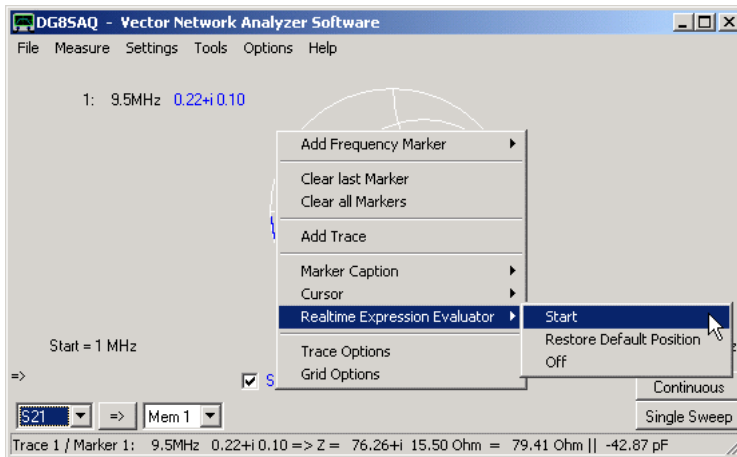 DG8SAQ - Vector Network Analyzer Software
File Measure Settings Tools Options Help
1: 9.5MHz 0.22+i 0.10
Add Frequency Marker
Clear last Marker
Clear all Markers
Add Trace
Marker Caption
Cursor
Realtime Expression Evaluator
Start
Restore Default Position
Off
Trace Options
Grid Options
Start = 1 MHz
=>
S
Continuous
S21 => Mem 1
Single Sweep
Trace 1 / Marker 1: 9.5MHz 0.22+i 0.10 => Z = 76.26+i 15.50 Ohm = 79.41 Ohm || -42.87 pF